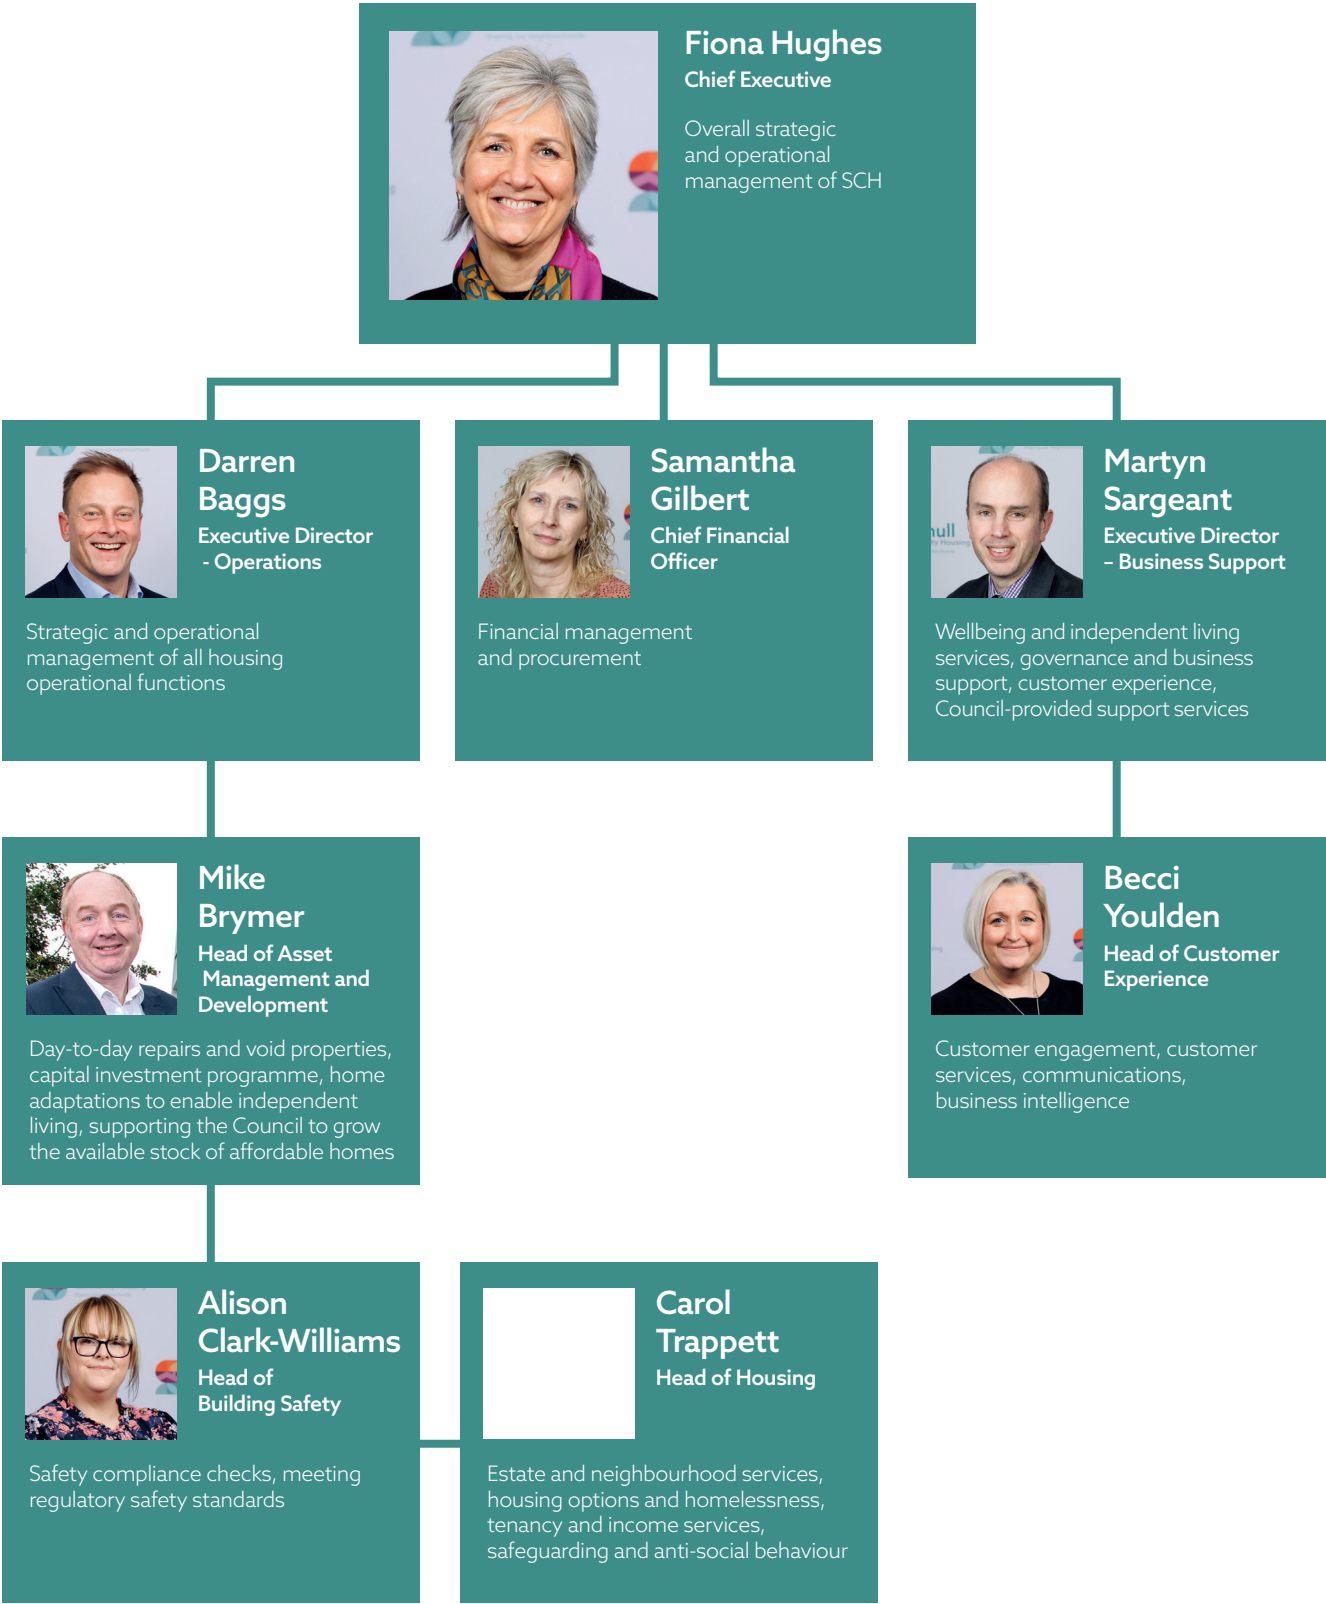 Fiona Hughes
Chief Executive
Overall strategic
and operational
management of SCH
Darren
Baggs
Executive Director
- Operations
Strategic and operational
management of all housing
operational functions
Samantha
Gilbert
Chief Financial
Officer
Financial management
and procurement
Martyn
Sargeant
Executive Director
– Business Support
Wellbeing and independent living
services, governance and business
support, customer experience,
Council-provided support services
Mike
Brymer
Head of Asset
Management and
Development
Day-to-day repairs and void properties,
capital investment programme, home
adaptations to enable independent
living, supporting the Council to grow
the available stock of affordable homes
Becci
Youlden
Head of Customer
Experience
Customer engagement, customer
services, communications,
business intelligence
Alison
Clark-Williams
Head of
Building Safety
Safety compliance checks, meeting
regulatory safety standards
Carol
Trappett
Head of Housing
Estate and neighbourhood services,
housing options and homelessness,
tenancy and income services,
safeguarding and anti-social behaviour